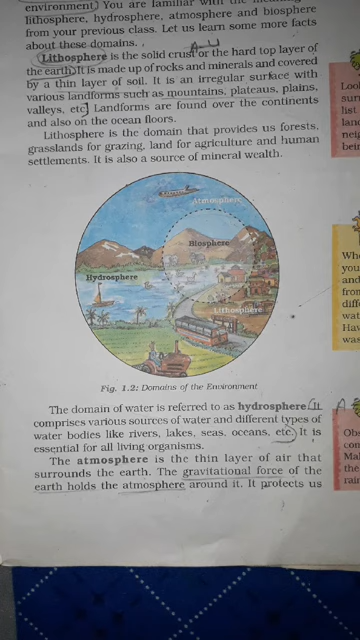 environment.) You are familiar with the meaning
lithosphere, hydrosphere, atmosphere and biosphere
from your previous class. Let us learn some more facts
about these domains.
A-4
Lithosphere is the solid crust or the hard top layer of
the earth. It is made up of rocks and minerals and covered
by a thin layer of soil. It is an irregular surface with
various landforms such as mountains, plateaus, plains,
valleys, etc. Landforms are found over the continents
and also on the ocean floors.
Lithosphere is the domain that provides us forests,
grasslands for grazing, land for agriculture and human
settlements. It is also a source of mineral wealth.
Atmosphere
Biosphere
Hydrosphere
Lithosphere
Fig. 1.2: Domains of the Environment
The domain of water is referred to as hydrosphere. It
comprises various sources of water and different types of
water bodies like rivers, lakes, seas, oceans, etc. It is
essential for all living organisms.
The atmosphere is the thin layer of air that
surrounds the earth. The gravitational force of the
earth holds the atmosphere around it. It protects us